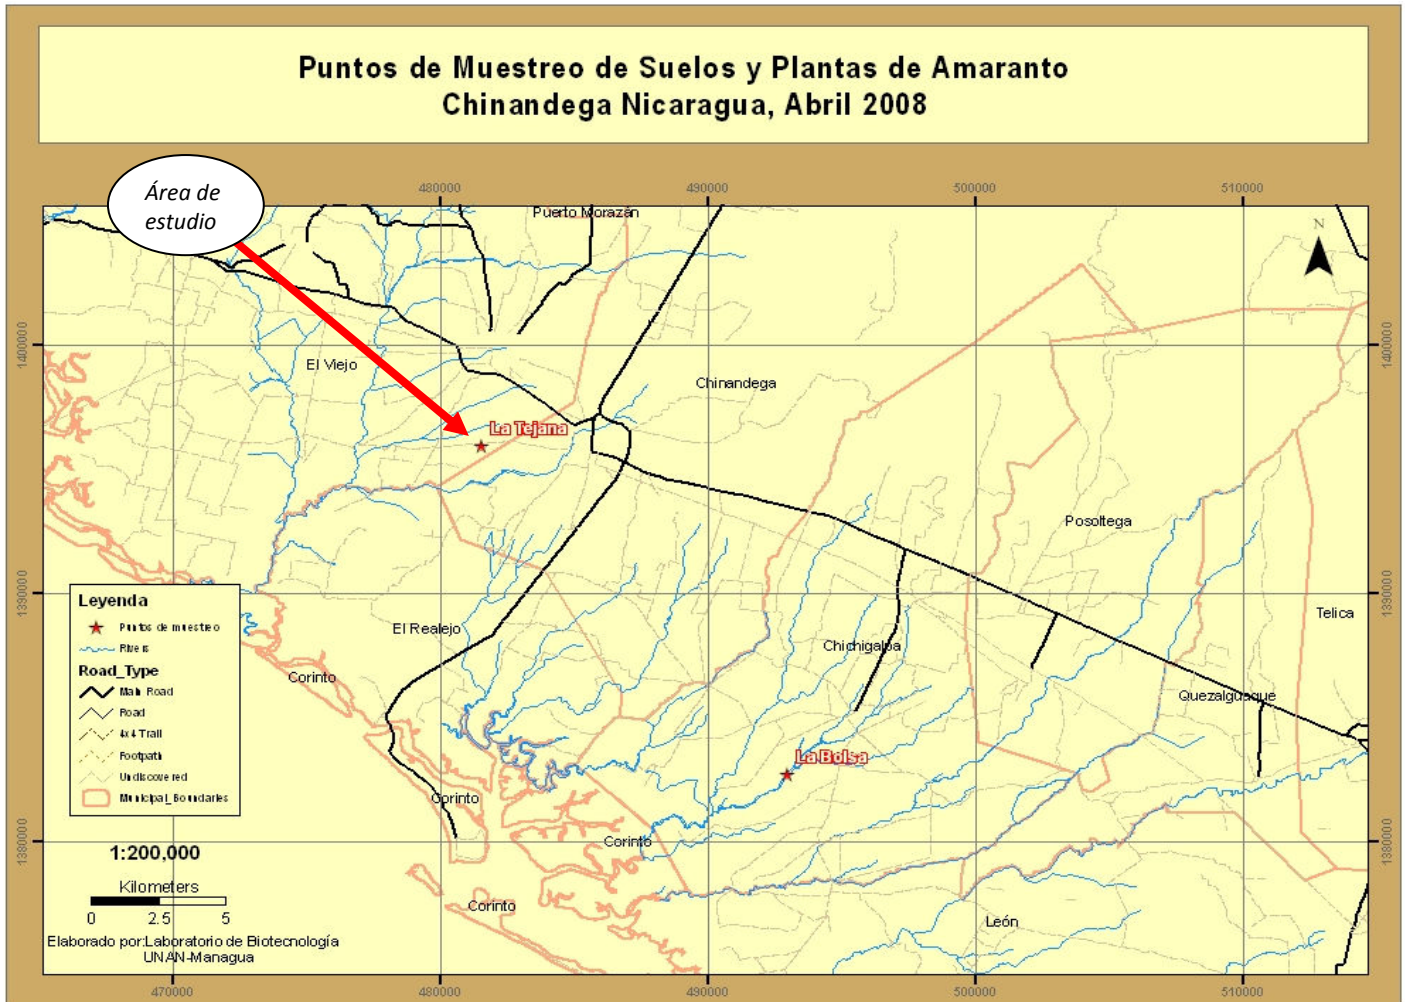 Puntos de Muestreo de Suelos y Plantas de Amaranto
Chinandega Nicaragua, Abril 2008
Área de
estudio
480000
490000
500000
510000
Puerto Morazán
N
1400000
1400000
El Viejo
Chinandega
La Tejana
Posoltega
1390000
1390000
Leyenda
Puntos de muestreo
Rivers
Road_Type
Main Road
Road
4x4 Trail
Footpath
Undiscovered
Municipal_Boundaries
El Realejo
Telica
Chichigalpa
Corinto
Quezalguaque
La Bolsa
Corinto
Corinto
1380000
1380000
1:200,000
Kilometers
0 2.5 5
Corinto
León
Elaborado por:Laboratorio de Biotecnología
UNAN-Managua
470000
480000
490000
500000
510000